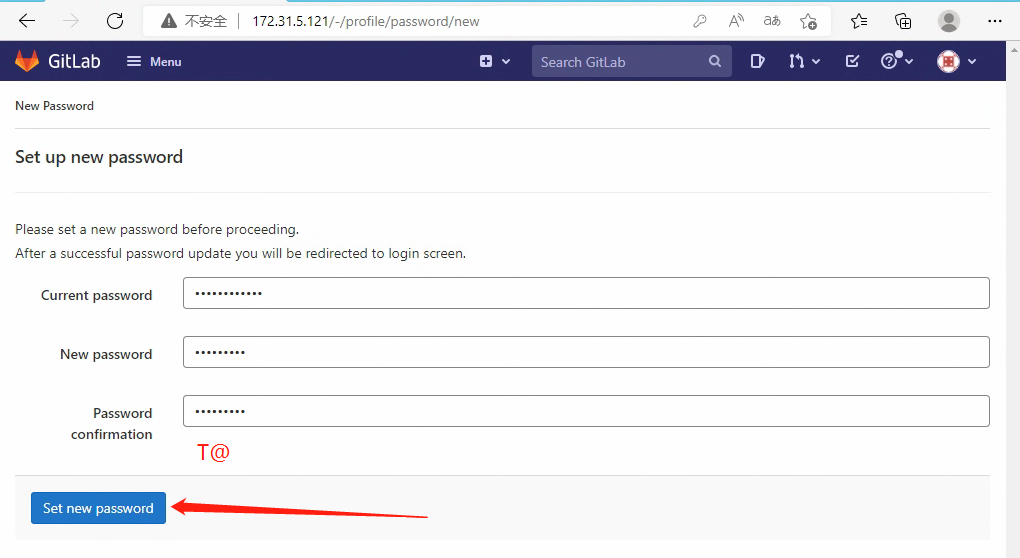 不安全 172.31.5.121/-/profile/password/new
GitLab Menu Search GitLab
New Password
Set up new password
Please set a new password before proceeding.
After a successful password update you will be redirected to login screen.
Current password ••••••••••••
New password •••••••••
Password confirmation •••••••••
T@
Set new password